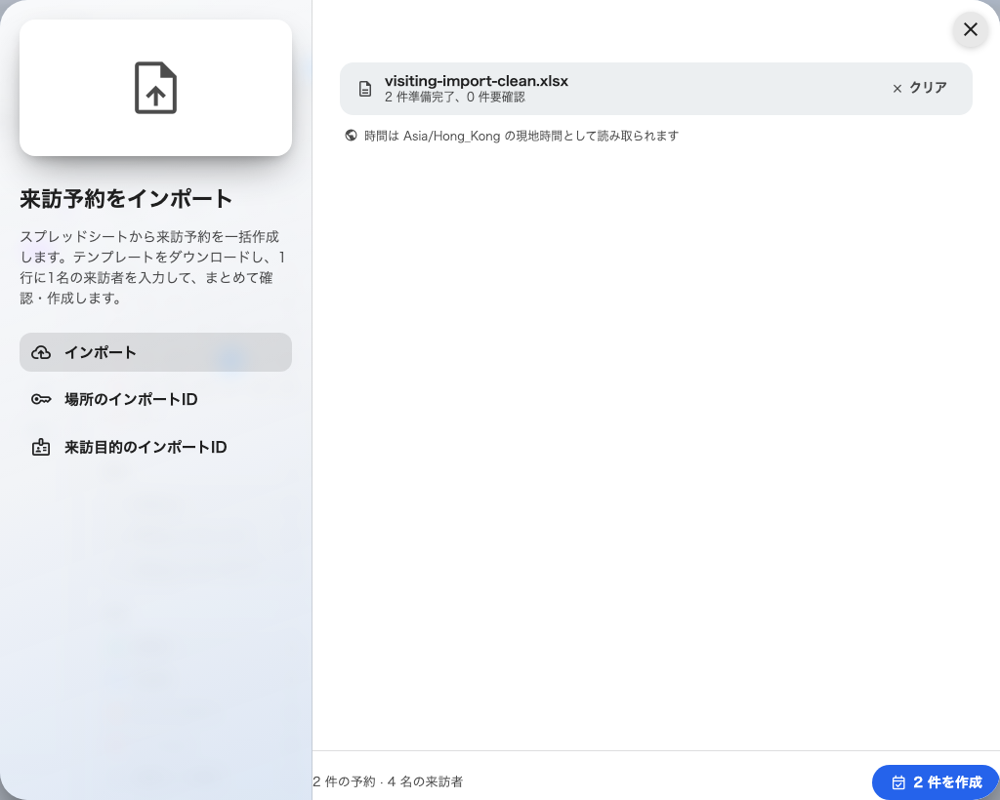 来訪予約をインポート
スプレッドシートから来訪予約を一括作成
します。テンプレートをダウンロードし、1
行に1名の来訪者を入力して、まとめて確
認・作成します。
インポート
場所のインポートID
来訪目的のインポートID
visiting-import-clean.xlsx
2 件準備完了、0 件要確認
クリア
時間は Asia/Hong_Kong の現地時間として読み取られます
2 件の予約 · 4 名の来訪者
2 件を作成